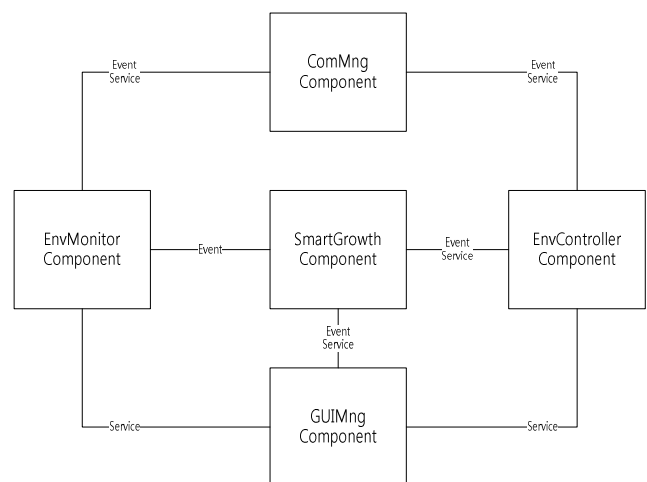 ComMng
Component
Event
Service
Event
Service
EnvMonitor
Component
Event
SmartGrowth
Component
Event
Service
EnvController
Component
Event
Service
Service
GUIMng
Component
Service